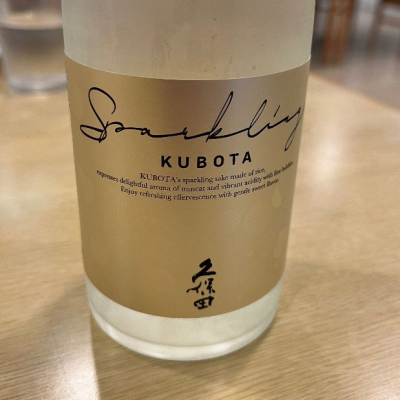 Sparkling
KUBOTA
KUBOTA's sparkling sake made of rice,
expresses delightful aroma of muscat and vibrant acidity with fine bubbles.
Enjoy refreshing effervescence with gentle sweet flavor.
久
保
田